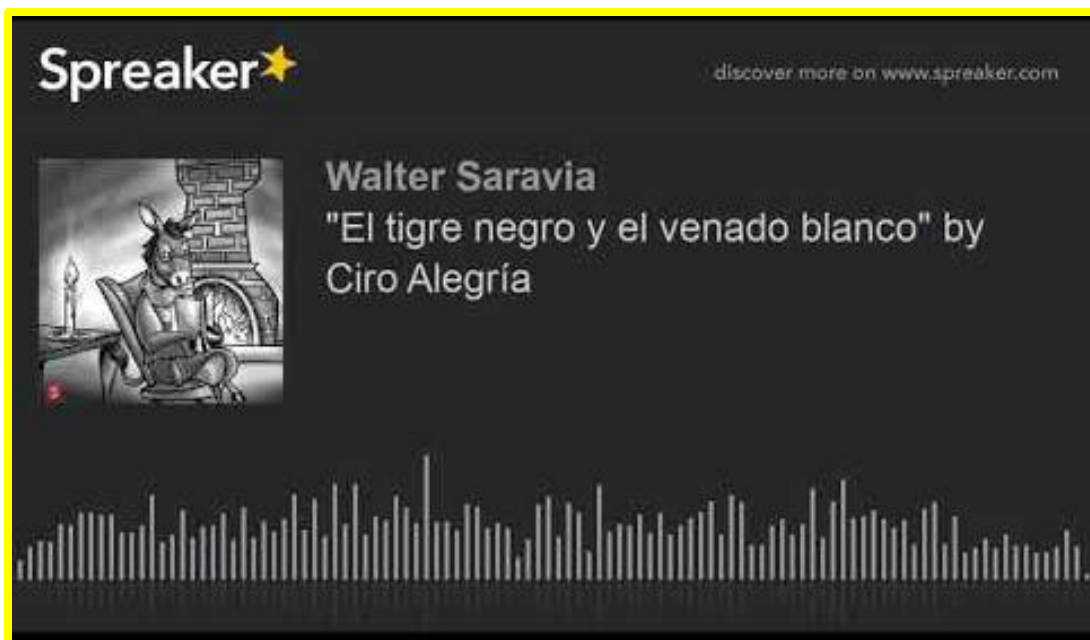 Spreaker
discover more on www.spreaker.com
Walter Saravia
"El tigre negro y el venado blanco" by
Ciro Alegría